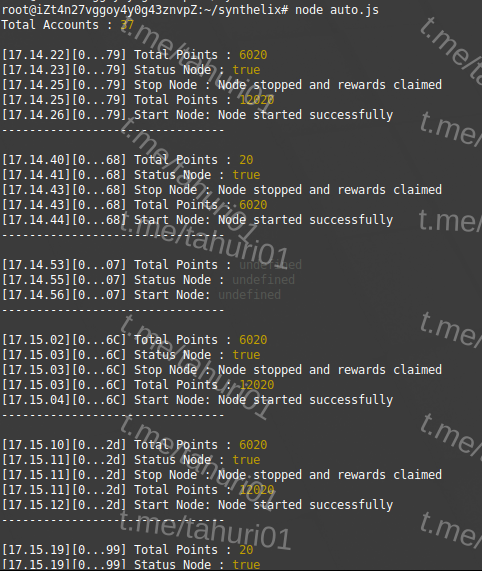 root@iZt4n27vggoy4y0g43znvpZ:~/synthelix# node auto.js
Total Accounts : 37
[17.14.22][0...79] Total Points : 6020
[17.14.23][0...79] Status Node : true
[17.14.25][0...79] Stop Node : Node stopped and rewards claimed
[17.14.25][0...79] Total Points : 12020
[17.14.26][0...79] Start Node: Node started successfully
--------------------------------
[17.14.40][0...68] Total Points : 20
[17.14.41][0...68] Status Node : true
[17.14.43][0...68] Stop Node : Node stopped and rewards claimed
[17.14.43][0...68] Total Points : 6020
[17.14.44][0...68] Start Node: Node started successfully
--------------------------------
[17.14.53][0...07] Total Points : undefined
[17.14.55][0...07] Status Node : undefined
[17.14.56][0...07] Start Node: undefined
--------------------------------
[17.15.02][0...6C] Total Points : 6020
[17.15.03][0...6C] Status Node : true
[17.15.03][0...6C] Stop Node : Node stopped and rewards claimed
[17.15.03][0...6C] Total Points : 12020
[17.15.04][0...6C] Start Node: Node started successfully
--------------------------------
[17.15.10][0...2d] Total Points : 6020
[17.15.11][0...2d] Status Node : true
[17.15.11][0...2d] Stop Node : Node stopped and rewards claimed
[17.15.11][0...2d] Total Points : 12020
[17.15.12][0...2d] Start Node: Node started successfully
--------------------------------
[17.15.19][0...99] Total Points : 20
[17.15.19][0...99] Status Node : true
t.me/tahuri01
t.me/tahuri01
t.me/tahuri01
t.me/tahuri01
t.me/tahuri01
t.me/tahuri01
t.me/
t.me/
t.me/
t.me/
t.me/
t.me/